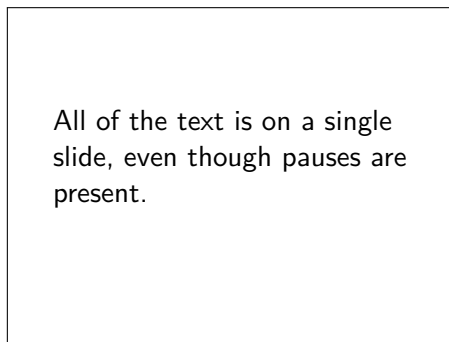 All of the text is on a single
slide, even though pauses are
present.